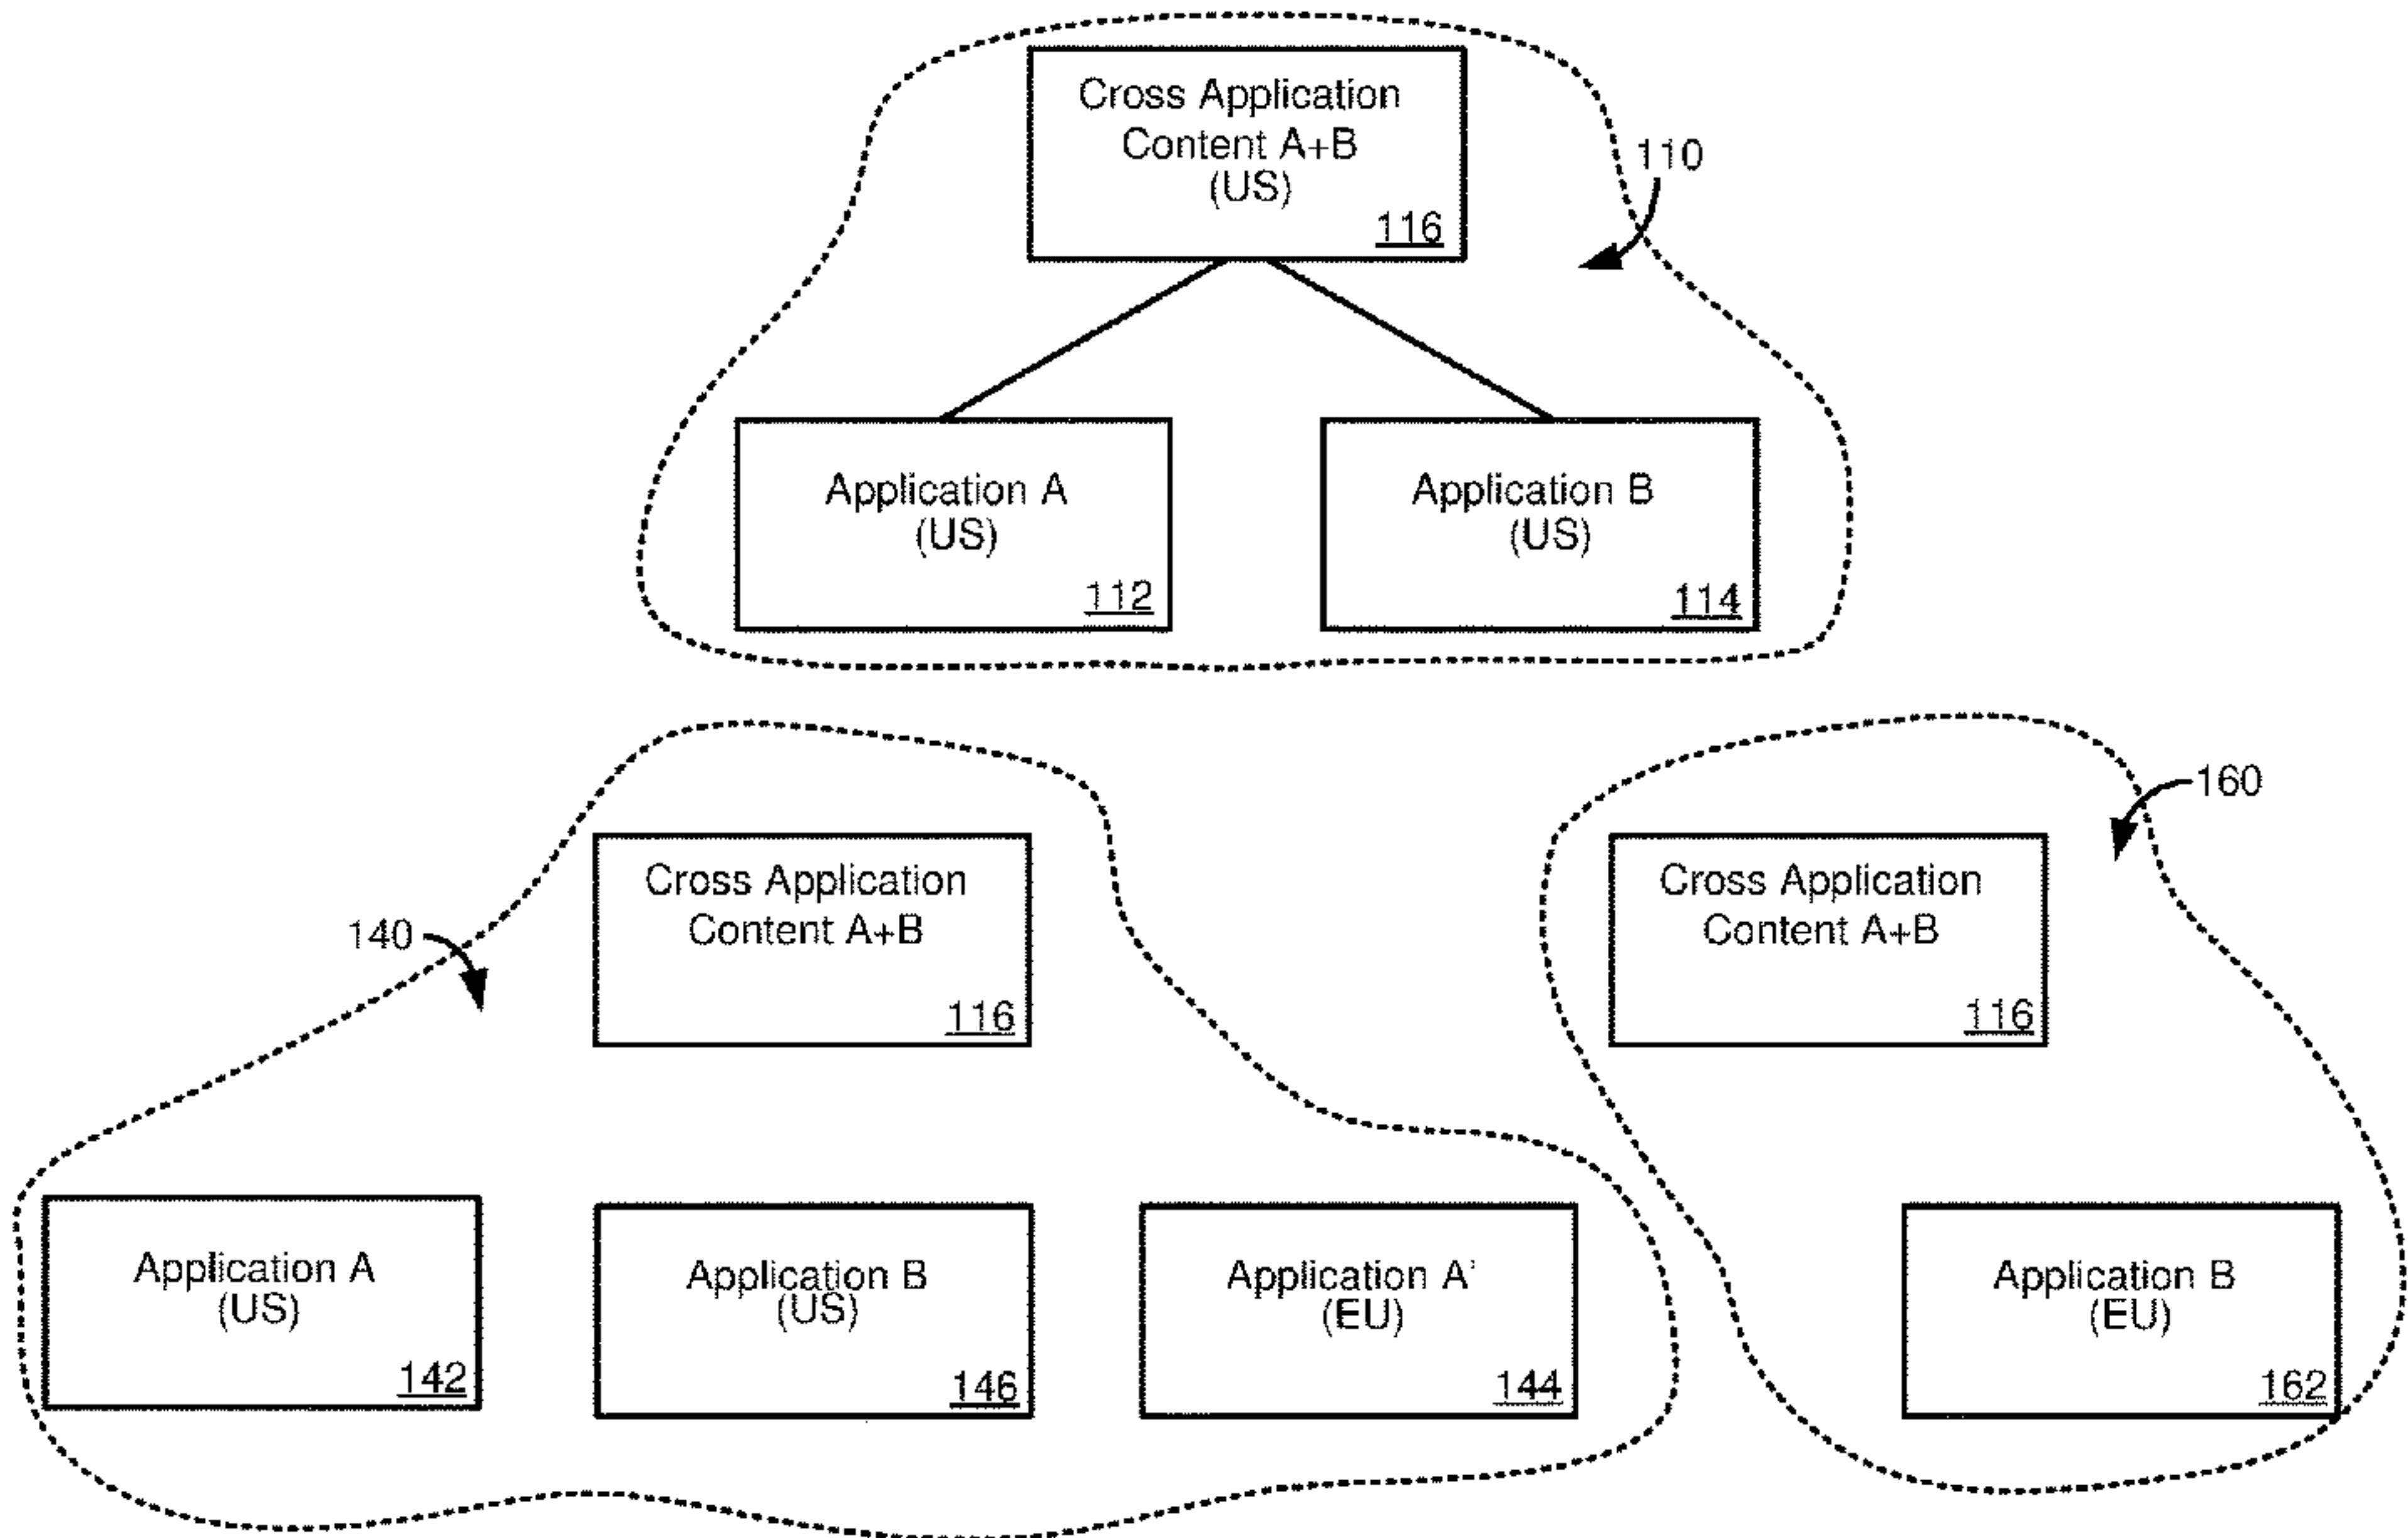 Cross Application
Content A+B
(US)
116
110
Application A
(US)
112
Application B
(US)
114
140
Cross Application
Content A+B
116
160
Cross Application
Content A+B
116
Application A
(US)
142
Application B
(US)
146
Application A'
(EU)
144
Application B
(EU)
162